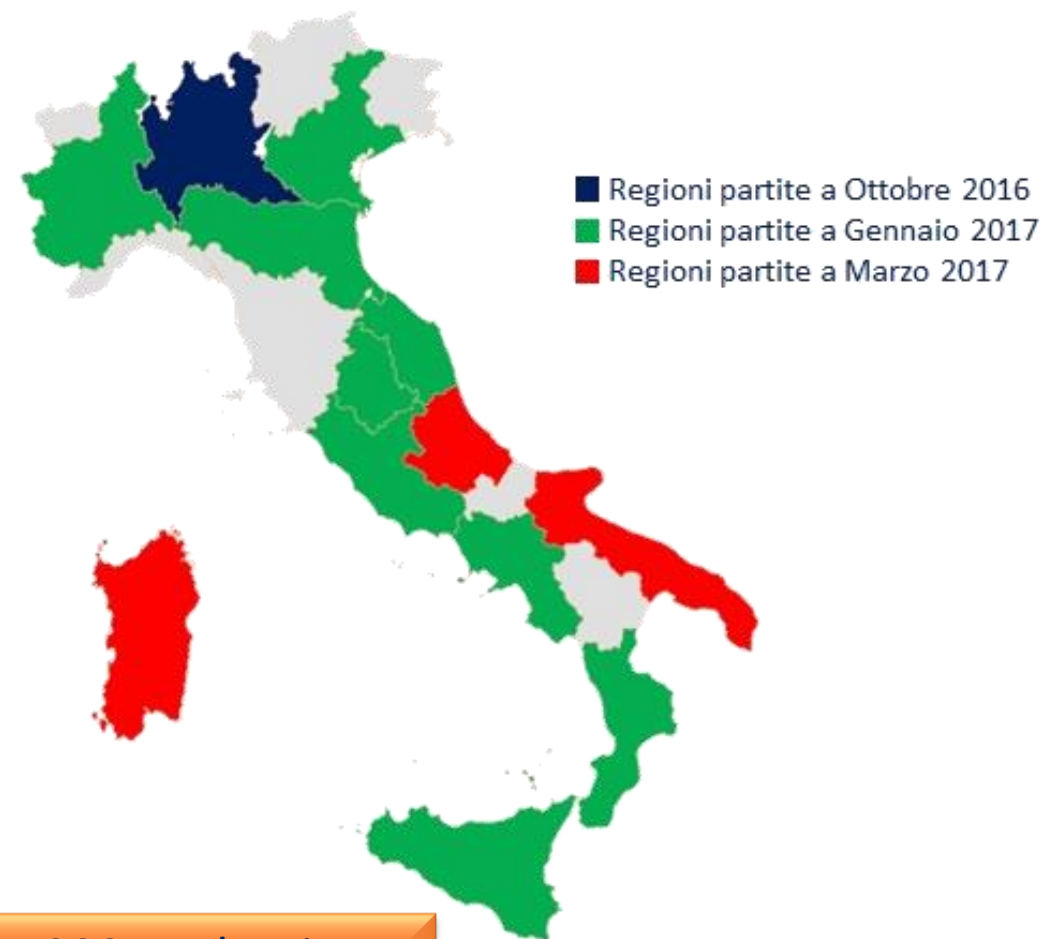 Regioni partite a Ottobre 2016
Regioni partite a Gennaio 2017
Regioni partite a Marzo 2017